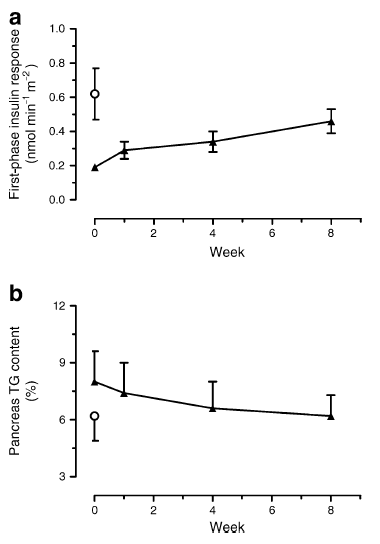 a
First-phase insulin response
(nmol min⁻¹ m⁻²)
1.0
0.8
0.6
0.4
0.2
0.0
0 2 4 6 8
Week
b
Pancreas TG content
(%)
12
9
6
3
0 2 4 6 8
Week